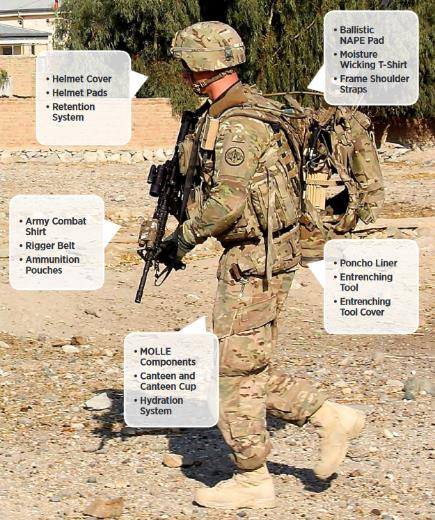 • Helmet Cover
• Helmet Pads
• Retention
System
• Ballistic
NAPE Pad
• Moisture
Wicking T-Shirt
• Frame Shoulder
Straps
• Army Combat
Shirt
• Rigger Belt
• Ammunition
Pouches
• Poncho Liner
• Entrenching
Tool
• Entrenching
Tool Cover
• MOLLE
Components
• Canteen and
Canteen Cup
• Hydration
System